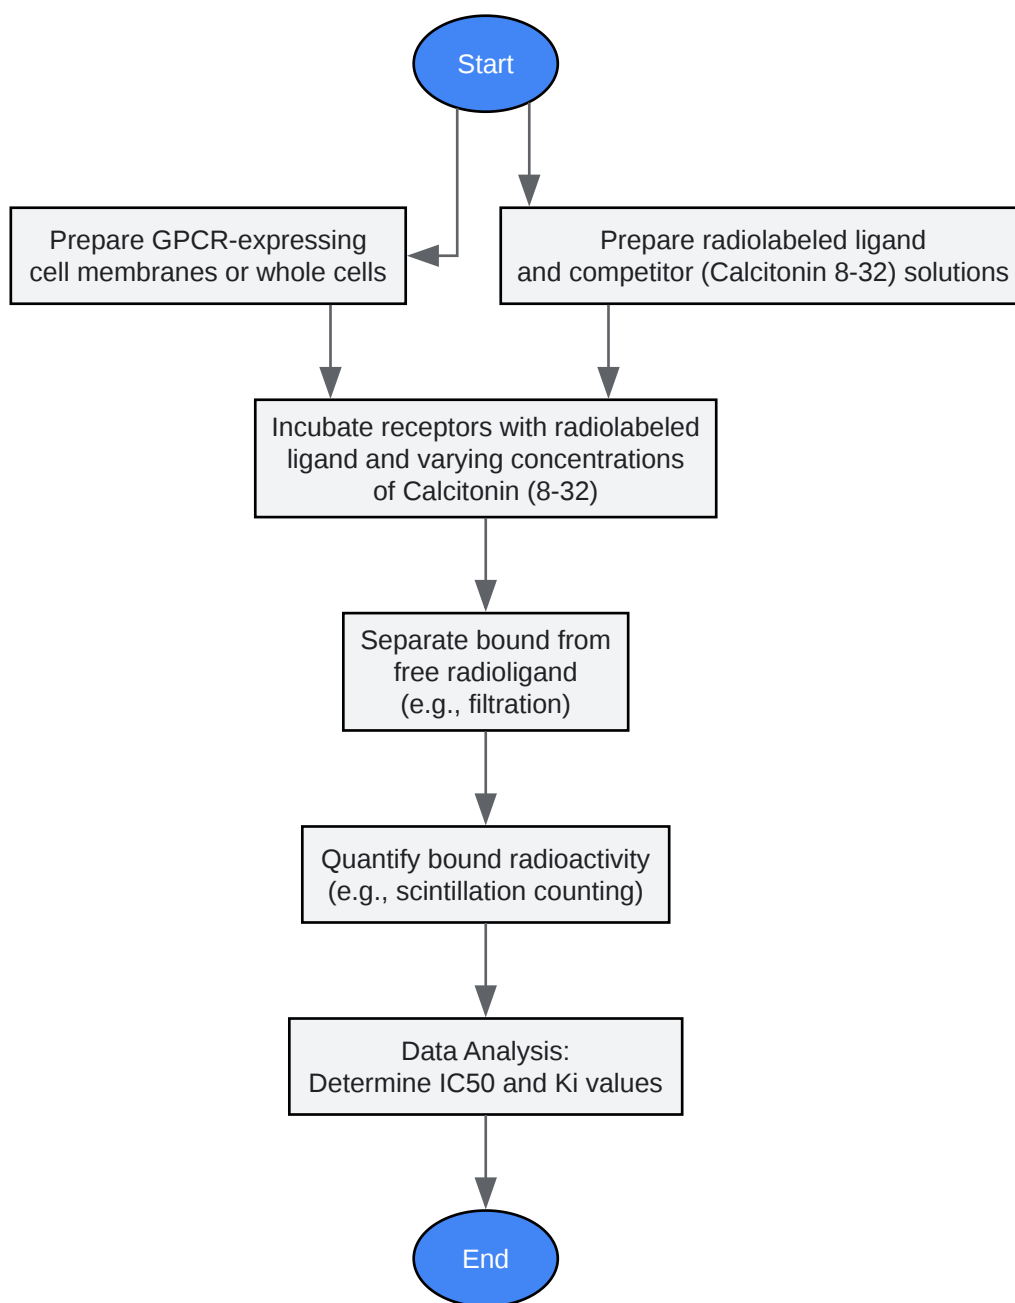 Start
Prepare GPCR-expressing
cell membranes or whole cells
Prepare radiolabeled ligand
and competitor (Calcitonin 8-32) solutions
Incubate receptors with radiolabeled
ligand and varying concentrations
of Calcitonin (8-32)
Separate bound from
free radioligand
(e.g., filtration)
Quantify bound radioactivity
(e.g., scintillation counting)
Data Analysis:
Determine IC50 and Ki values
End